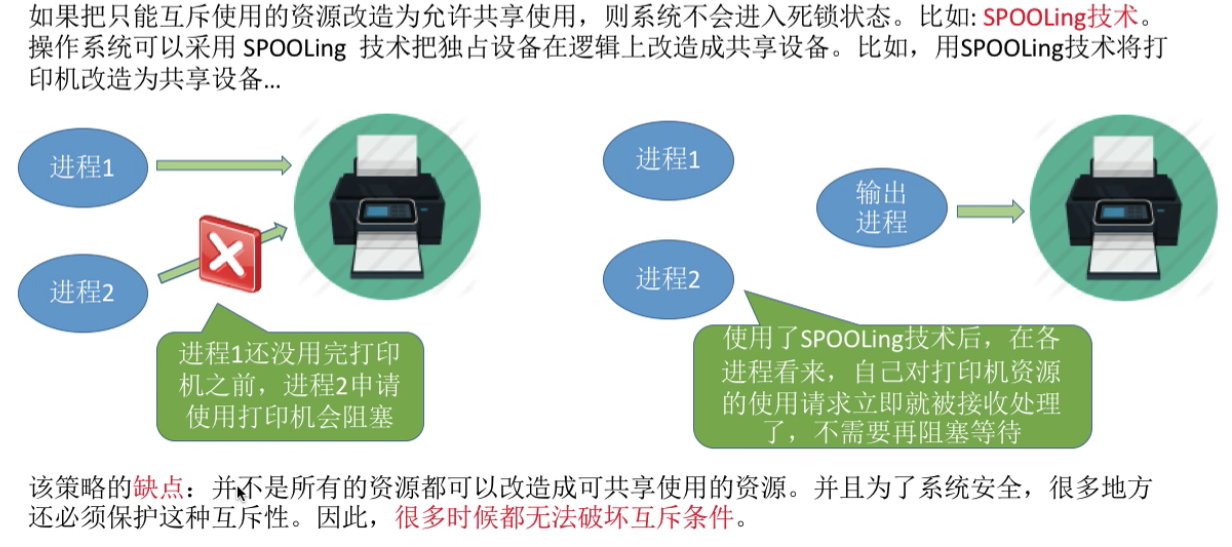 如果把只能互斥使用的资源改造为允许共享使用，则系统不会进入死锁状态。比如: SPOOLing技术。
操作系统可以采用 SPOOLing 技术把独占设备在逻辑上改造成共享设备。比如，用SPOOLing技术将打
印机改造为共享设备...
进程1
进程2
进程1还没用完打印
机之前，进程2申请
使用打印机会阻塞
进程1
进程2
输出
进程
使用了SPOOLing技术后，在各
进程看来，自己对打印机资源
的使用请求立即就被接收处理
了，不需要再阻塞等待
该策略的缺点：并不是所有的资源都可以改造成可共享使用的资源。并且为了系统安全，很多地方
还必须保护这种互斥性。因此，很多时候都无法破坏互斥条件。